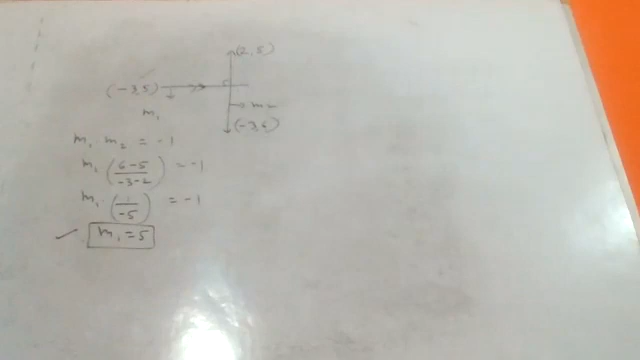 (2,5)
(-3,5)
m₂
m₁
(-3,6)
m₁ · m₂ = -1
m₁ (6-5/-3-2) = -1
m₁ · (1/-5) = -1
✓ m₁ = 5